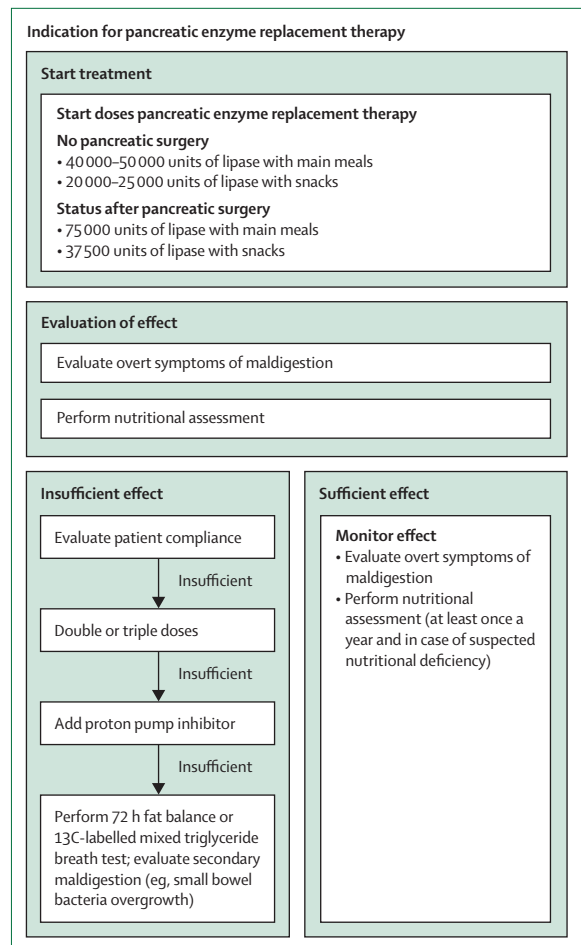 Indication for pancreatic enzyme replacement therapy
Start treatment
Start doses pancreatic enzyme replacement therapy
No pancreatic surgery
• 40 000–50 000 units of lipase with main meals
• 20 000–25 000 units of lipase with snacks
Status after pancreatic surgery
• 75 000 units of lipase with main meals
• 37 500 units of lipase with snacks
Evaluation of effect
Evaluate overt symptoms of maldigestion
Perform nutritional assessment
Insufficient effect
Evaluate patient compliance
Insufficient
Double or triple doses
Insufficient
Add proton pump inhibitor
Insufficient
Perform 72 h fat balance or
13C-labelled mixed triglyceride
breath test; evaluate secondary
maldigestion (eg, small bowel
bacteria overgrowth)
Sufficient effect
Monitor effect
• Evaluate overt symptoms of
maldigestion
• Perform nutritional
assessment (at least once a
year and in case of suspected
nutritional deficiency)